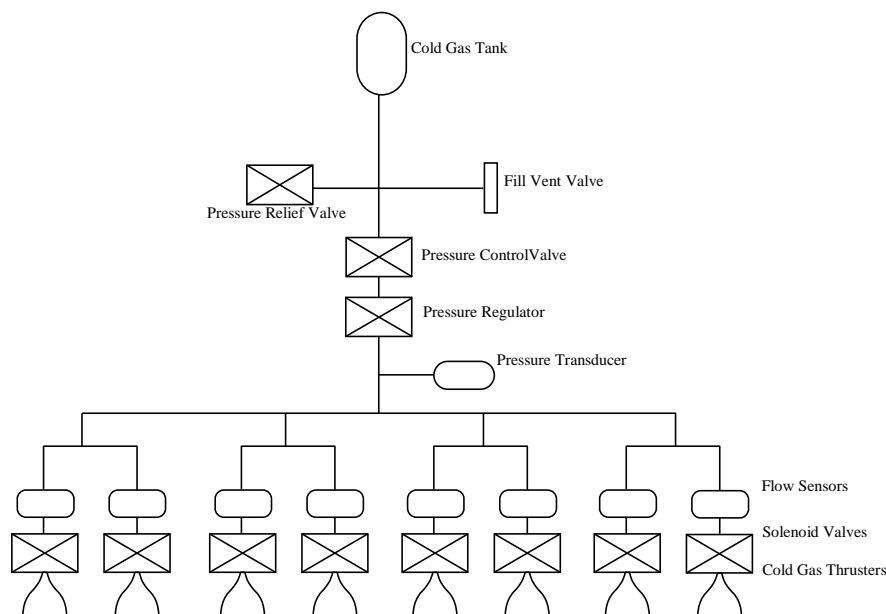 Cold Gas Tank
Fill Vent Valve
Pressure Relief Valve
Pressure ControlValve
Pressure Regulator
Pressure Transducer
Flow Sensors
Solenoid Valves
Cold Gas Thrusters